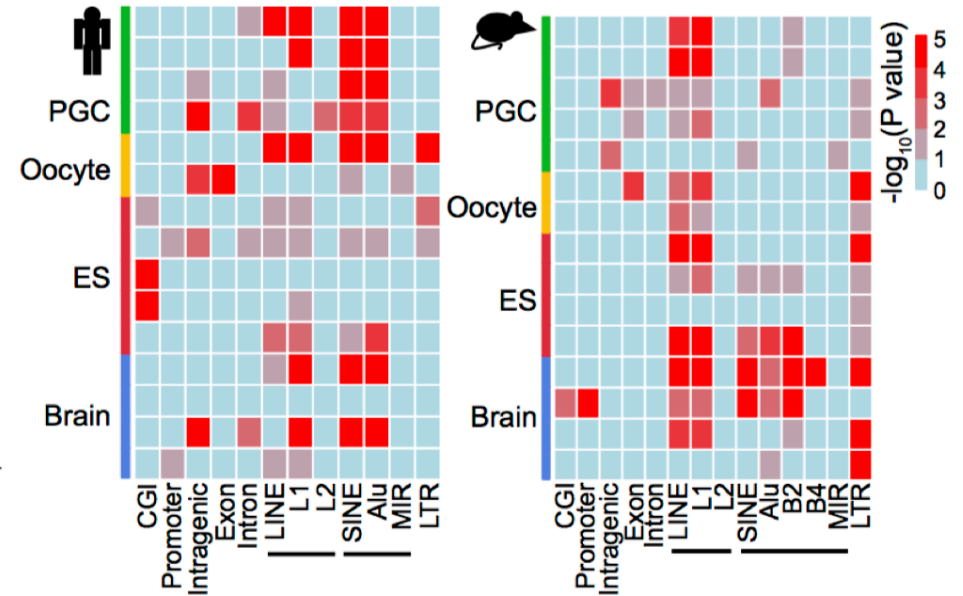 PGC
Oocyte
ES
Brain
CGI
Promoter
Intragenic
Exon
Intron
LINE
L1
L2
SINE
Alu
MIR
LTR
PGC
Oocyte
ES
Brain
CGI
Promoter
Intragenic
Exon
Intron
LINE
L1
L2
SINE
Alu
B2
B4
MIR
LTR
-log10(P value)
5
4
3
2
1
0